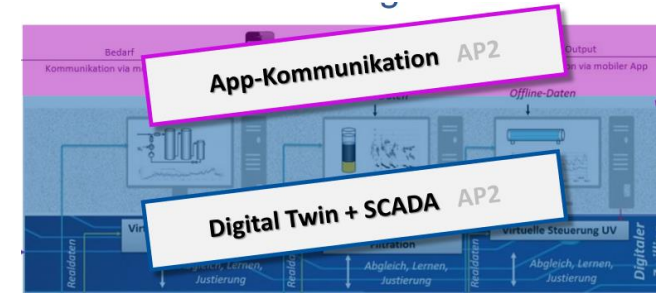 Bedarf
Output
App-Kommunikation AP2
Kommunikation via
via mobiler App
Offline-Daten
Digital Twin + SCADA AP2
Virtuelle Steuerung UV
Filtration
Realdaten
Abgleich, Lernen,
Justierung
Realdaten
Abgleich, Lernen,
Justierung
Realdaten
Abgleich, Lernen,
Justierung
Digitaler